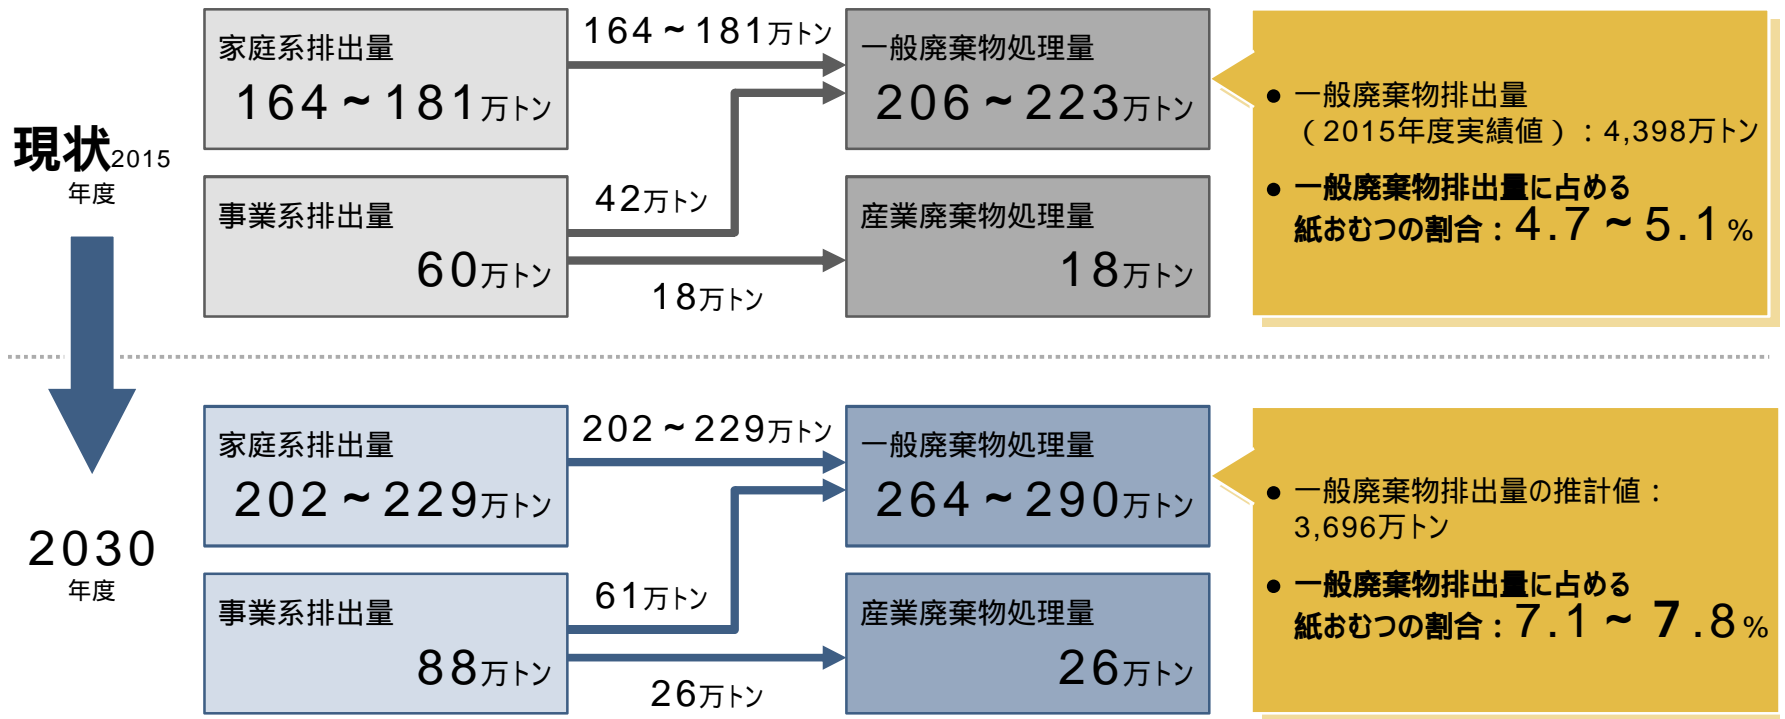 現状2015
年度
家庭系排出量
164～181万トン
164～181万トン
一般廃棄物処理量
206～223万トン
事業系排出量
60万トン
42万トン
18万トン
産業廃棄物処理量
18万トン
● 一般廃棄物排出量
（2015年度実績値）：4,398万トン
● 一般廃棄物排出量に占める
紙おむつの割合：4.7～5.1%
2030
年度
家庭系排出量
202～229万トン
202～229万トン
一般廃棄物処理量
264～290万トン
事業系排出量
88万トン
61万トン
26万トン
産業廃棄物処理量
26万トン
● 一般廃棄物排出量の推計値：
3,696万トン
● 一般廃棄物排出量に占める
紙おむつの割合：7.1～7.8%